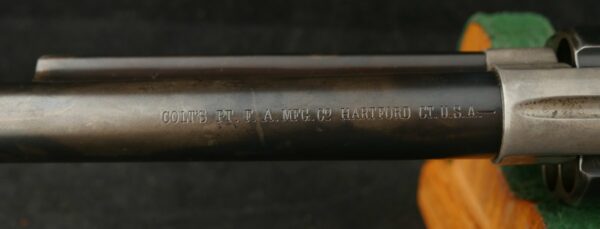 COLT'S PT. F. A. MFG. Co. HARTFORD CT. U.S.A.